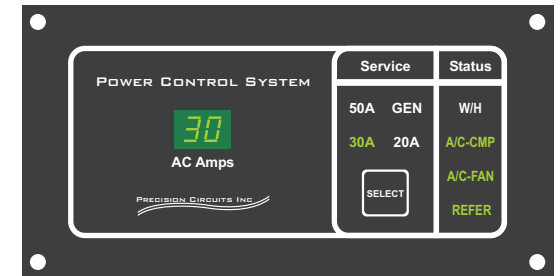 POWER CONTROL SYSTEM
30
AC Amps
PRECISION CIRCUITS INC
Service
50A GEN
30A 20A
SELECT
Status
W/H
A/C-CMP
A/C-FAN
REFER